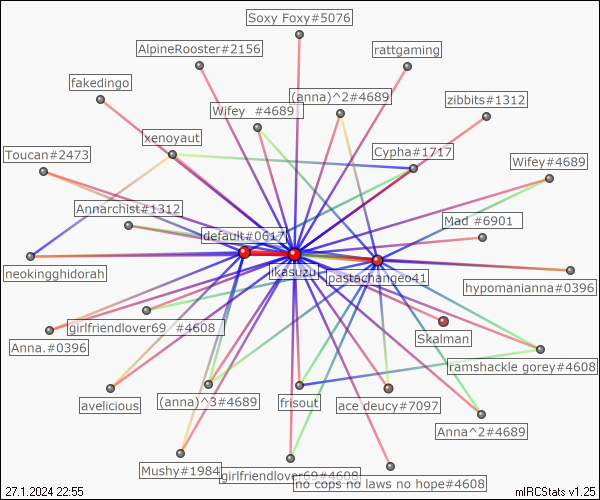 Soxy Foxy#5076
AlpineRooster#2156
rattgaming
fakedingo
(anna)^2#4689
zibbits#1312
Wifey #4689
xenoyaut
Cypha#1717
Toucan#2473
Wifey#4689
Annarchist#1312
Mad #6901
default#0617
ikasuzu
pastachangeo41
neokingghidorah
hypomanianna#0396
girlfriendlover69 #4608
Skalman
Anna.#0396
ramshackle gorey#4608
avelicious
(anna)^3#4689
frisout
ace deucy#7097
Anna^2#4689
Mushy#1984
girlfriendlover69#4608
no cops no laws no hope#4608
27.1.2024 22:55
mIRCStats v1.25